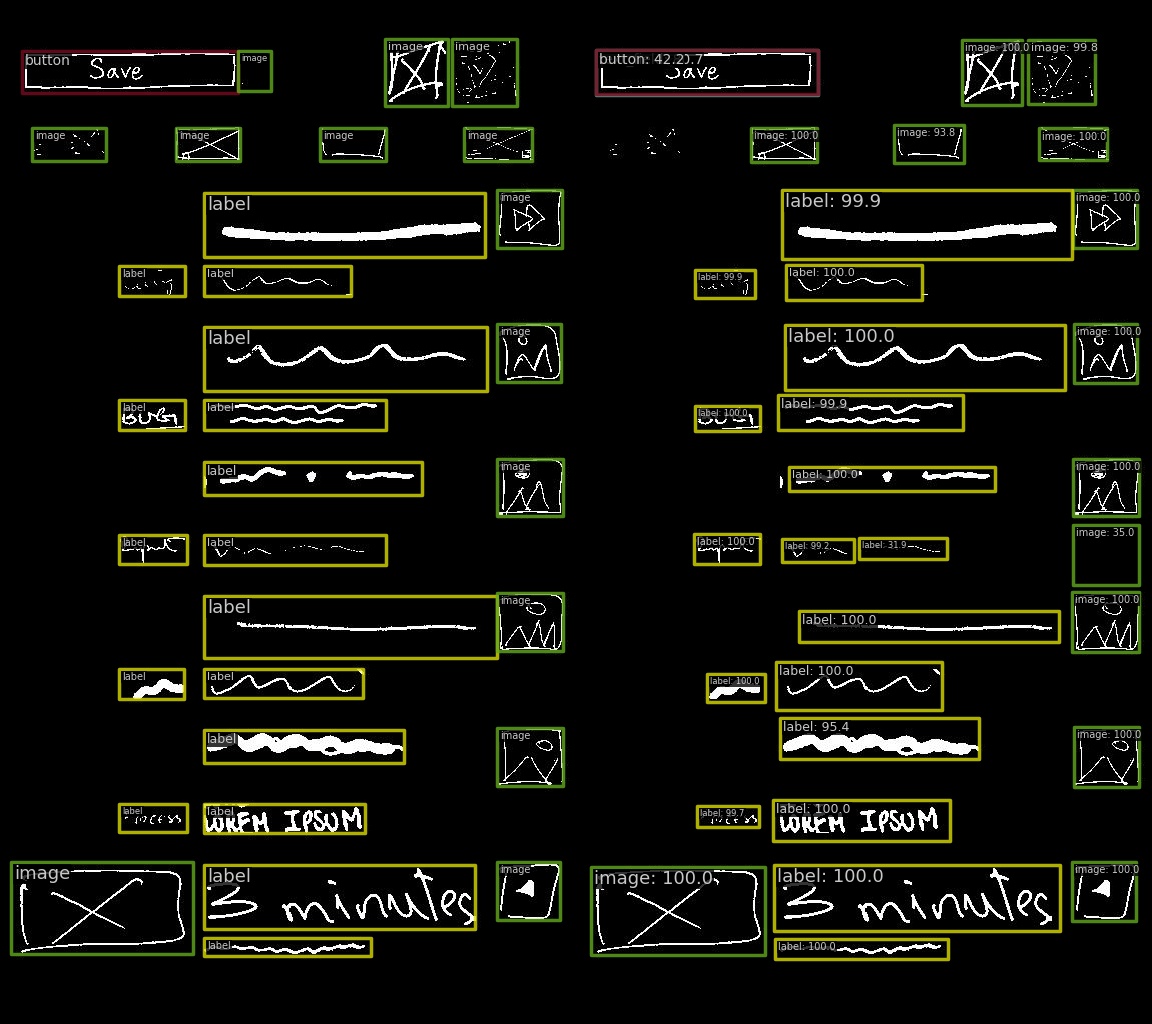 button Save image image image button: 42.2 Save image: 100.0 image: 99.8
image image image image image: 100.0 image: 93.8 image: 100.0
label image label: 99.9 image: 100.0
label label label: 99.9 label: 100.0
label image label: 100.0 image: 100.0
label label label: 100.0 label: 99.9
label image label: 100.0 image: 100.0
label label label: 100.0 label: 99.2 label: 31.9 image: 35.0
label image label: 100.0 image: 100.0
label label label: 100.0 label: 100.0
label image label: 95.4 image: 100.0
label label LOREM IPSUM label: 99.7 label: 100.0 LOREM IPSUM
image label 3 minutes image image: 100.0 label: 100.0 3 minutes image: 100.0
label label: 100.0